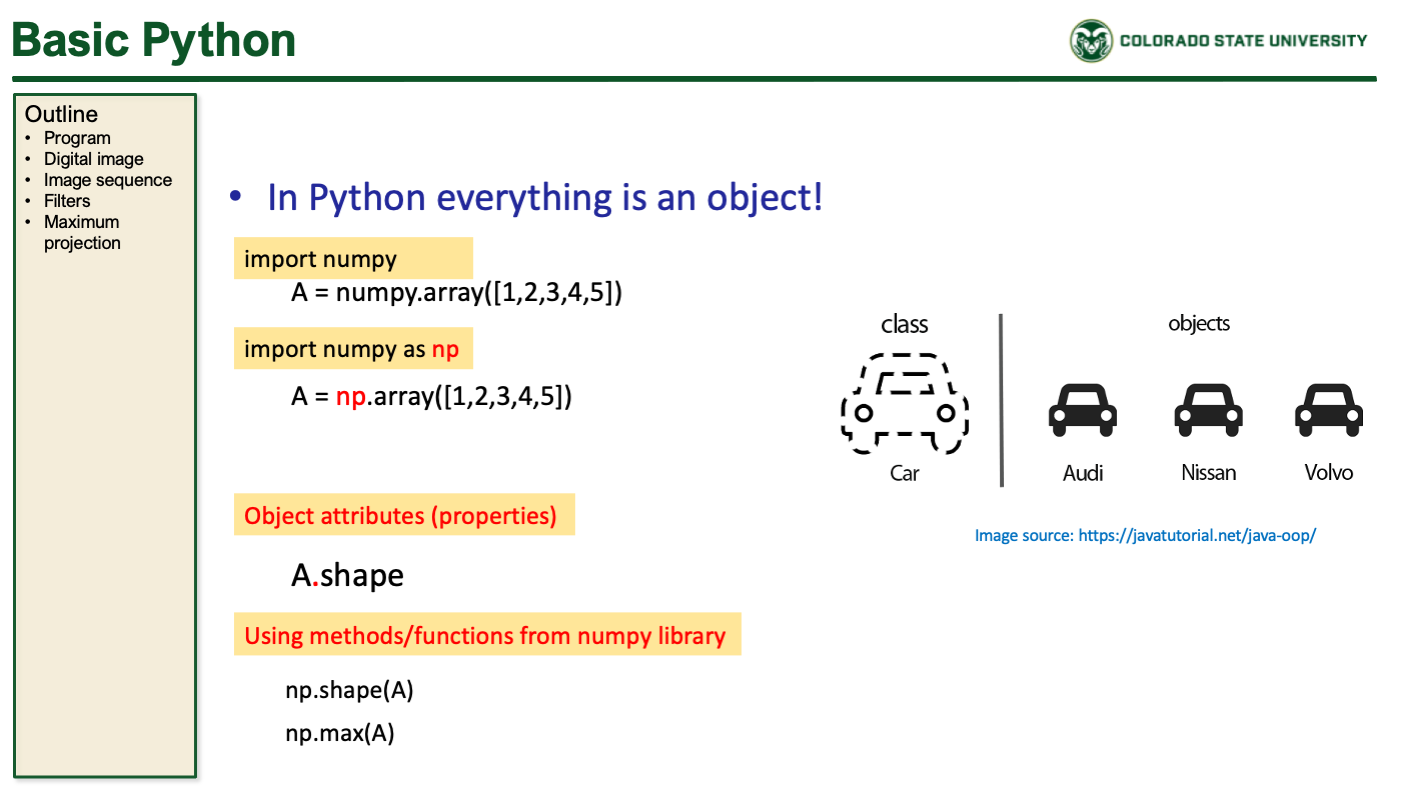 Basic Python
COLORADO STATE UNIVERSITY
Outline
• Program
• Digital image
• Image sequence
• Filters
• Maximum
projection
• In Python everything is an object!
import numpy
A = numpy.array([1,2,3,4,5])
import numpy as np
A = np.array([1,2,3,4,5])
Object attributes (properties)
A.shape
Using methods/functions from numpy library
np.shape(A)
np.max(A)
class
objects
Car
Audi
Nissan
Volvo
Image source: https://javatutorial.net/java-oop/